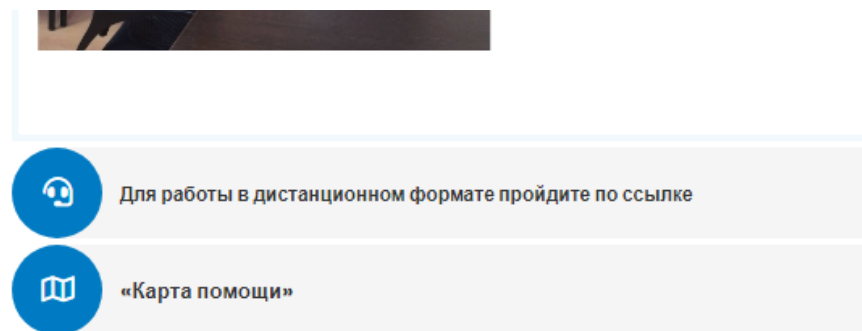 Для работы в дистанционном формате пройдите по ссылке
«Карта помощи»